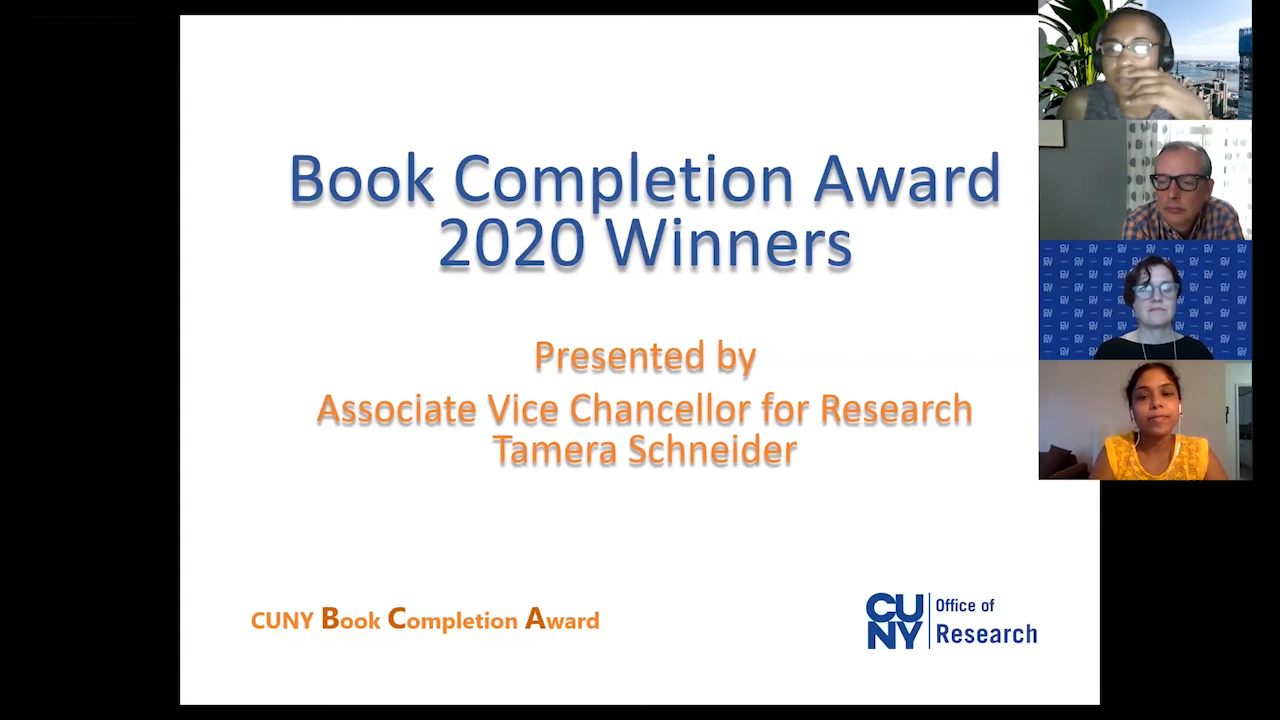 Book Completion Award
2020 Winners
Presented by
Associate Vice Chancellor for Research
Tamera Schneider
CUNY Book Completion Award
CU
NY
Office of
Research